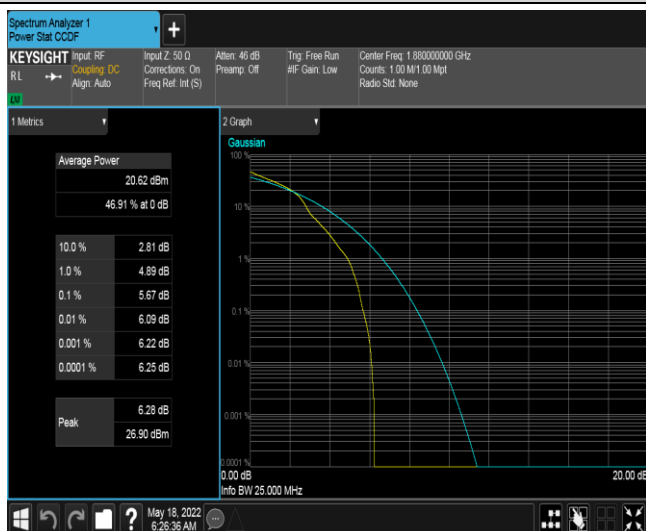 Spectrum Analyzer 1
Power Stat CCDF
KEYSIGHT
RL
LNI
Input: RF
Coupling: DC
Align: Auto
Input Z: 50 Ω
Corrections: On
Freq Ref: Int (S)
Atten: 46 dB
Preamp: Off
Trig: Free Run
#IF Gain: Low
Center Freq: 1.880000000 GHz
Counts: 1.00 M/1.00 Mpt
Radio Std: None
1 Metrics
Average Power
20.62 dBm
46.91 % at 0 dB
10.0 % 2.81 dB
1.0 % 4.89 dB
0.1 % 5.67 dB
0.01 % 6.09 dB
0.001 % 6.22 dB
0.0001 % 6.25 dB
Peak 6.28 dB
26.90 dBm
2 Graph
Gaussian
100 %
10 %
1 %
0.1 %
0.01 %
0.001 %
0.0001 %
0.00 dB
20.00 dB
Info BW 25.000 MHz
?
May 18, 2022
6:26:36 AM